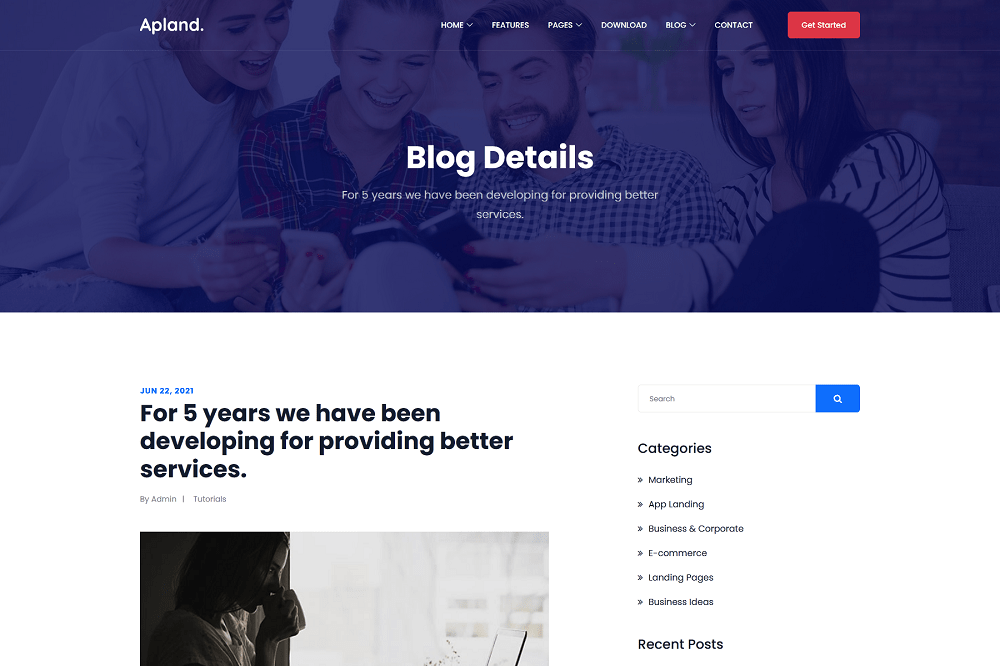 Apland.
HOME FEATURES PAGES DOWNLOAD BLOG CONTACT Get Started
Blog Details
For 5 years we have been developing for providing better
services.
JUN 22, 2021
For 5 years we have been
developing for providing better
services.
By Admin | Tutorials
Search
Categories
» Marketing
» App Landing
» Business & Corporate
» E-commerce
» Landing Pages
» Business Ideas
Recent Posts